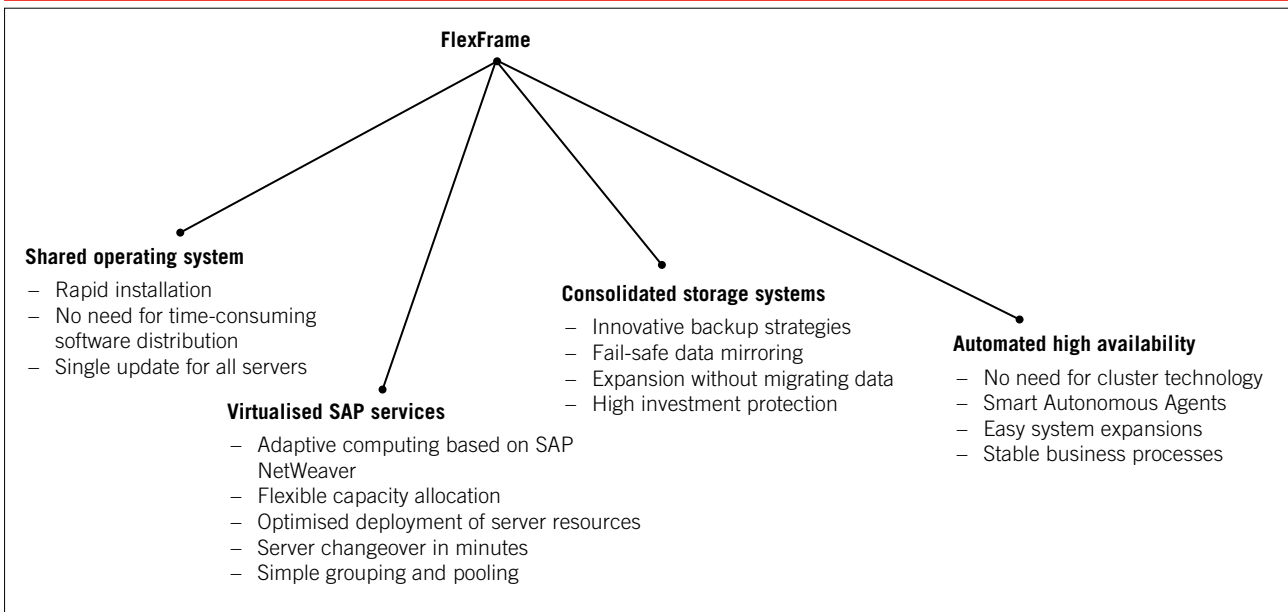 FlexFrame
Shared operating system
– Rapid installation
– No need for time-consuming
software distribution
– Single update for all servers
Virtualised SAP services
– Adaptive computing based on SAP
NetWeaver
– Flexible capacity allocation
– Optimised deployment of server resources
– Server changeover in minutes
– Simple grouping and pooling
Consolidated storage systems
– Innovative backup strategies
– Fail-safe data mirroring
– Expansion without migrating data
– High investment protection
Automated high availability
– No need for cluster technology
– Smart Autonomous Agents
– Easy system expansions
– Stable business processes